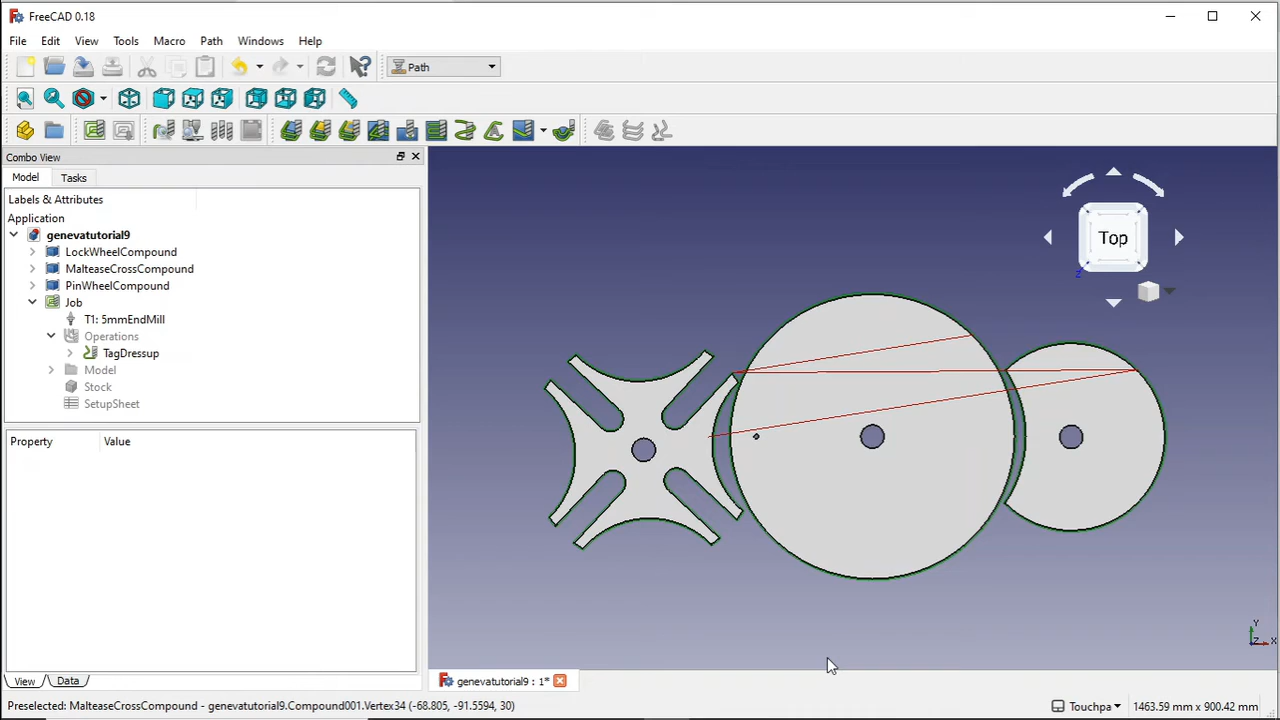 FreeCAD 0.18
File Edit View Tools Macro Path Windows Help
Path
Combo View
Model Tasks
Labels & Attributes
Application
genevatutorial9
LockWheelCompound
MalteaseCrossCompound
PinWheelCompound
Job
T1: 5mmEndMill
Operations
TagDressup
Model
Stock
SetupSheet
Property Value
Top
Z
Y
Z X
View Data
genevatutorial9 : 1*
Preselected: MalteaseCrossCompound - genevatutorial9.Compound001.Vertex34 (-68.805, -91.5594, 30)
Touchpa
1463.59 mm x 900.42 mm